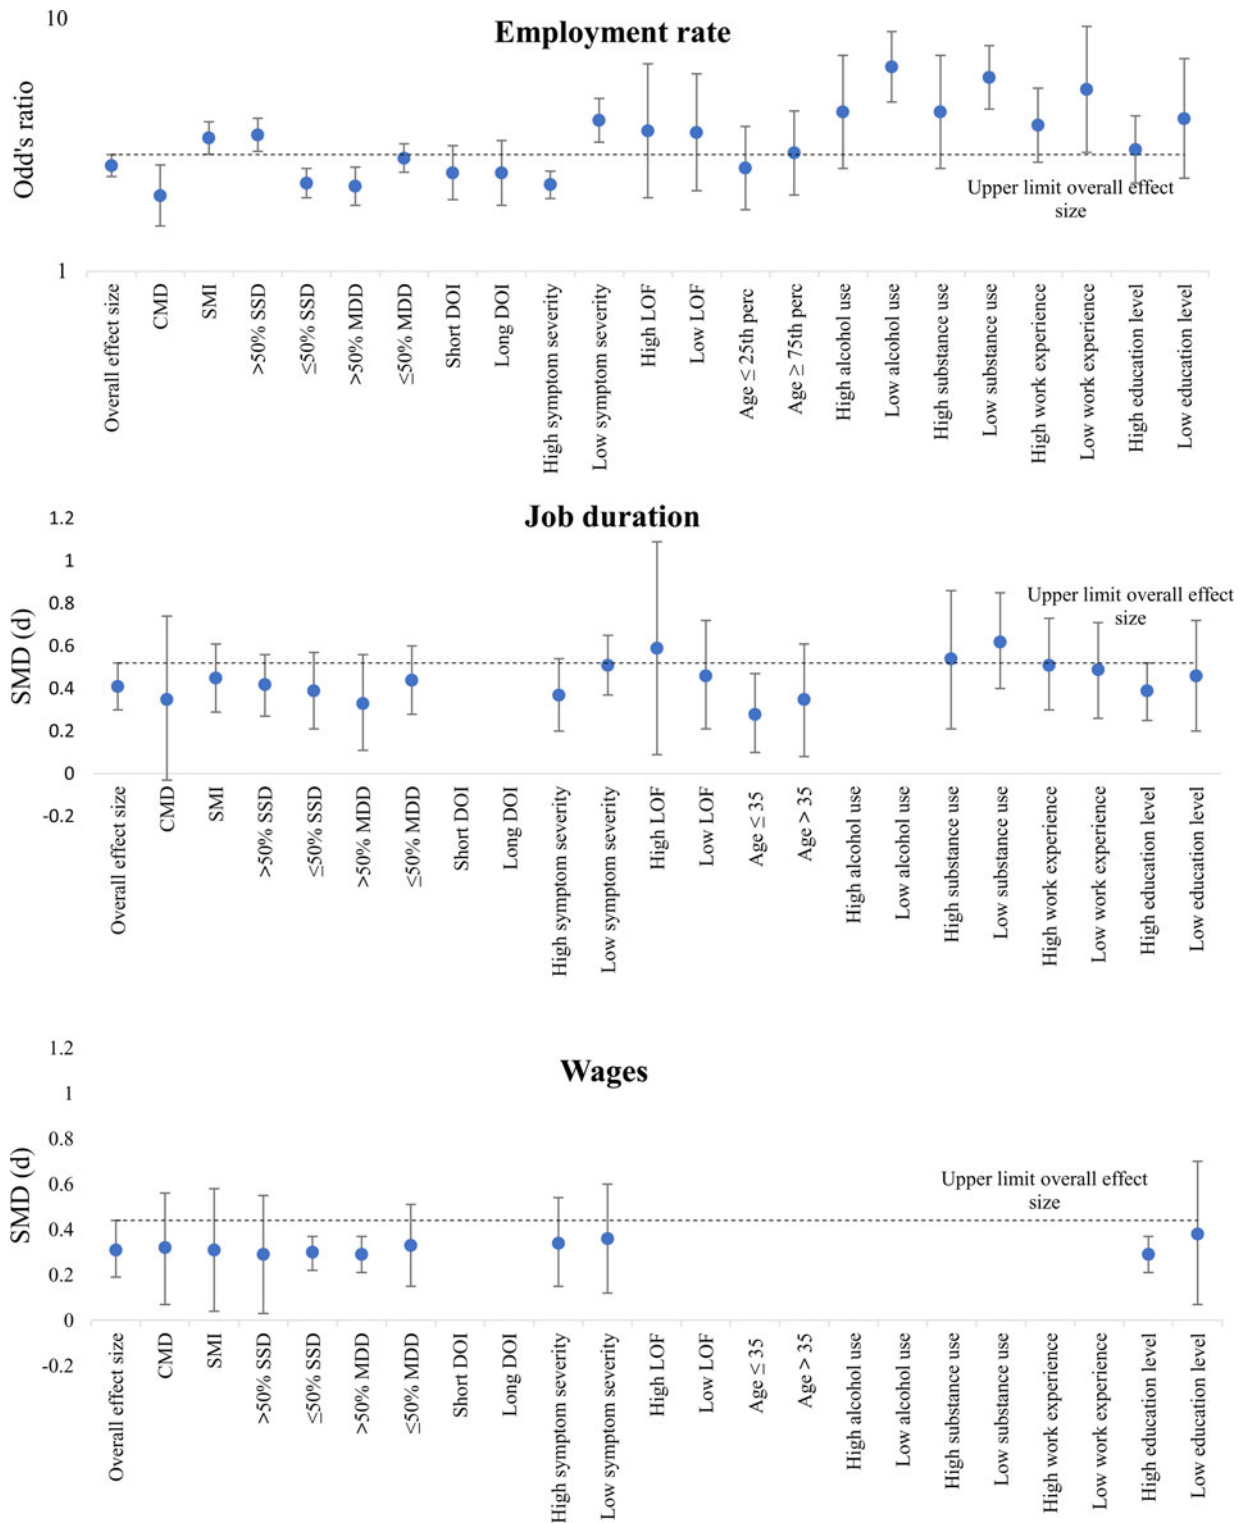 Employment rate
10
Odd's ratio
1
Upper limit overall effect
size
Overall effect size
CMD
SMI
>50% SSD
≤50% SSD
>50% MDD
≤50% MDD
Short DOI
Long DOI
High symptom severity
Low symptom severity
High LOF
Low LOF
Age ≤ 25th perc
Age ≥ 75th perc
High alcohol use
Low alcohol use
High substance use
Low substance use
High work experience
Low work experience
High education level
Low education level
Job duration
1.2
1
0.8
0.6
0.4
0.2
0
-0.2
SMD (d)
Upper limit overall effect
size
Overall effect size
CMD
SMI
>50% SSD
≤50% SSD
>50% MDD
≤50% MDD
Short DOI
Long DOI
High symptom severity
Low symptom severity
High LOF
Low LOF
Age ≤ 35
Age > 35
High alcohol use
Low alcohol use
High substance use
Low substance use
High work experience
Low work experience
High education level
Low education level
Wages
1.2
1
0.8
0.6
0.4
0.2
0
-0.2
SMD (d)
Upper limit overall effect
size
Overall effect size
CMD
SMI
>50% SSD
≤50% SSD
>50% MDD
≤50% MDD
Short DOI
Long DOI
High symptom severity
Low symptom severity
High LOF
Low LOF
Age ≤ 35
Age > 35
High alcohol use
Low alcohol use
High substance use
Low substance use
High work experience
Low work experience
High education level
Low education level